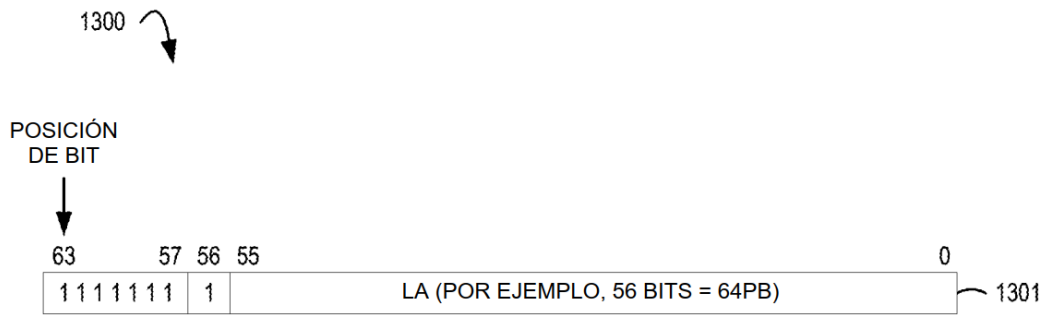 1300
POSICIÓN
DE BIT
63 57 56 55 0
1 1 1 1 1 1 1 1 LA (POR EJEMPLO, 56 BITS = 64PB) 1301